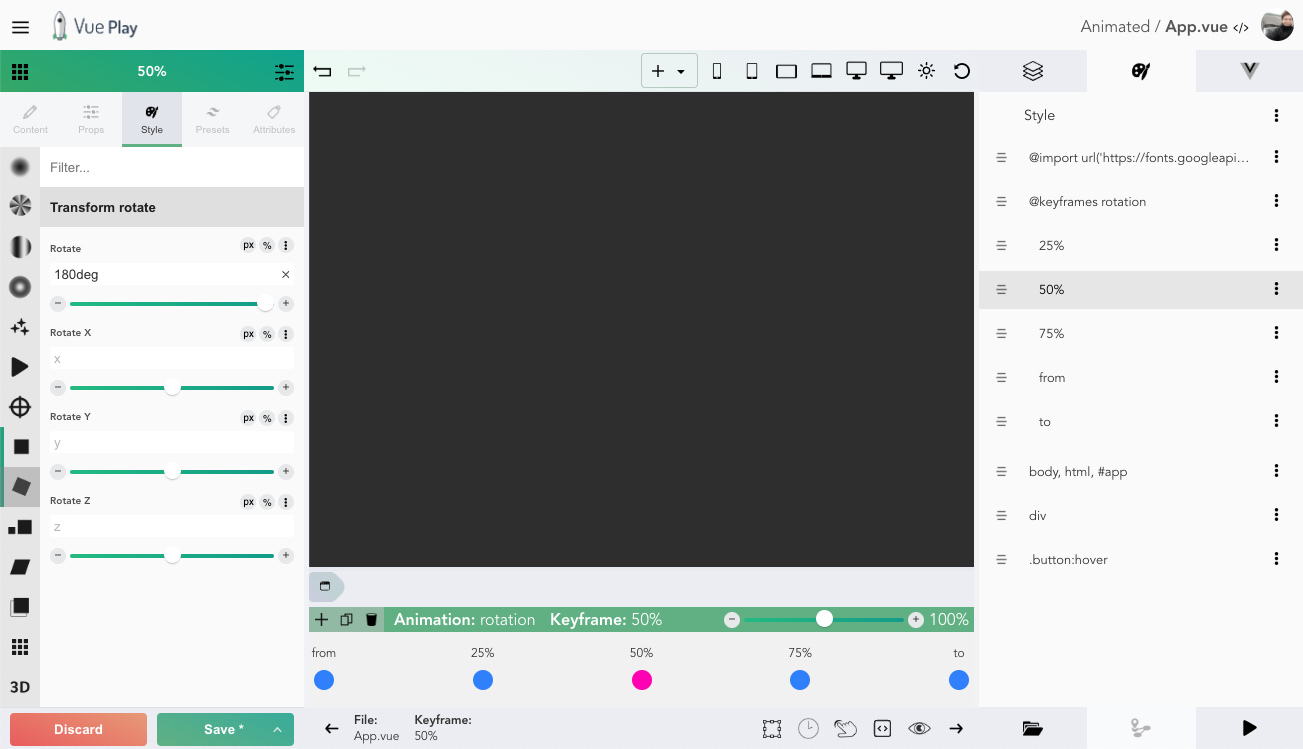 Vue Play
Animated / App.vue </>
50%
Content Props Style Presets Attributes
Filter...
Transform rotate
Rotate px %
180deg
Rotate X px %
x
Rotate Y px %
y
Rotate Z px %
z
3D
Discard
Save *
Animation: rotation Keyframe: 50% 100%
from 25% 50% 75% to
File:
App.vue
Keyframe:
50%
Style
@import url('https://fonts.googleapi...
@keyframes rotation
25%
50%
75%
from
to
body, html, #app
div
.button:hover